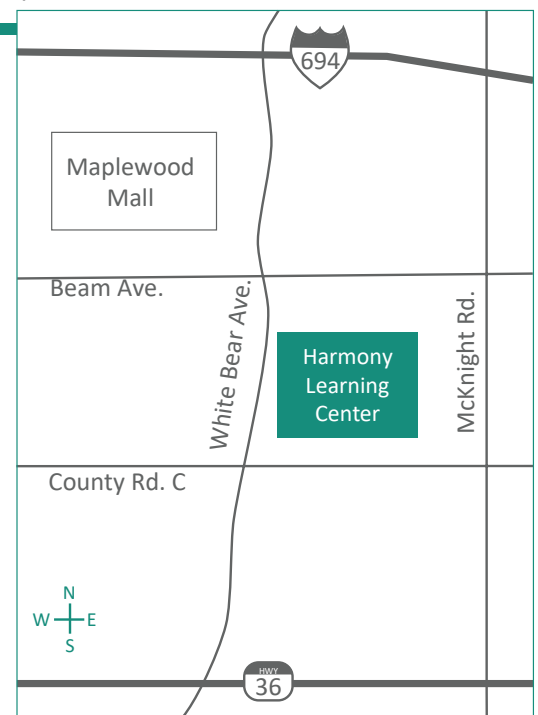 694
Maplewood
Mall
Beam Ave.
White Bear Ave.
Harmony
Learning
Center
McKnight Rd.
County Rd. C
N
W E
S
HWY
36